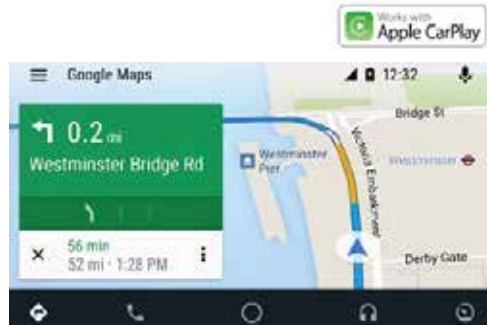 Works with
Apple CarPlay
Google Maps
12:32
0.2 mi
Westminster Bridge Rd
56 min
52 mi · 1:28 PM
Bridge St
Westminster
Pier
Victoria Embankment
Westminster
Derby Gate